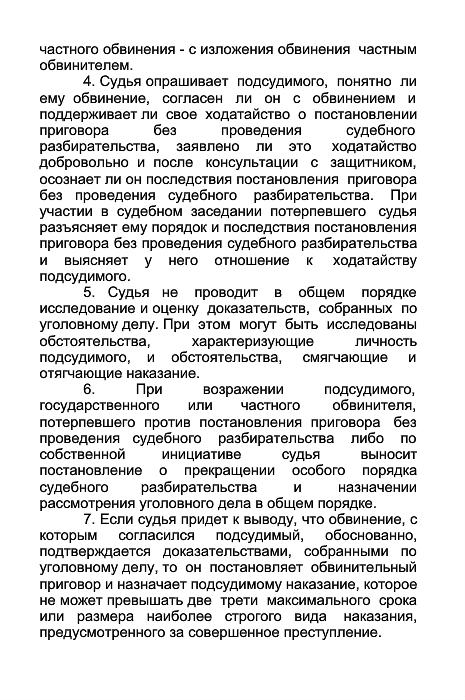 частного обвинения - с изложения обвинения частным
обвинителем.
4. Судья опрашивает подсудимого, понятно ли
ему обвинение, согласен ли он с обвинением и
поддерживает ли свое ходатайство о постановлении
приговора без проведения судебного
разбирательства, заявлено ли это ходатайство
добровольно и после консультации с защитником,
осознает ли он последствия постановления приговора
без проведения судебного разбирательства. При
участии в судебном заседании потерпевшего судья
разъясняет ему порядок и последствия постановления
приговора без проведения судебного разбирательства
и выясняет у него отношение к ходатайству
подсудимого.
5. Судья не проводит в общем порядке
исследование и оценку доказательств, собранных по
уголовному делу. При этом могут быть исследованы
обстоятельства, характеризующие личность
подсудимого, и обстоятельства, смягчающие и
отягчающие наказание.
6. При возражении подсудимого,
государственного или частного обвинителя,
потерпевшего против постановления приговора без
проведения судебного разбирательства либо по
собственной инициативе судья выносит
постановление о прекращении особого порядка
судебного разбирательства и назначении
рассмотрения уголовного дела в общем порядке.
7. Если судья придет к выводу, что обвинение, с
которым согласился подсудимый, обоснованно,
подтверждается доказательствами, собранными по
уголовному делу, то он постановляет обвинительный
приговор и назначает подсудимому наказание, которое
не может превышать две трети максимального срока
или размера наиболее строгого вида наказания,
предусмотренного за совершенное преступление.